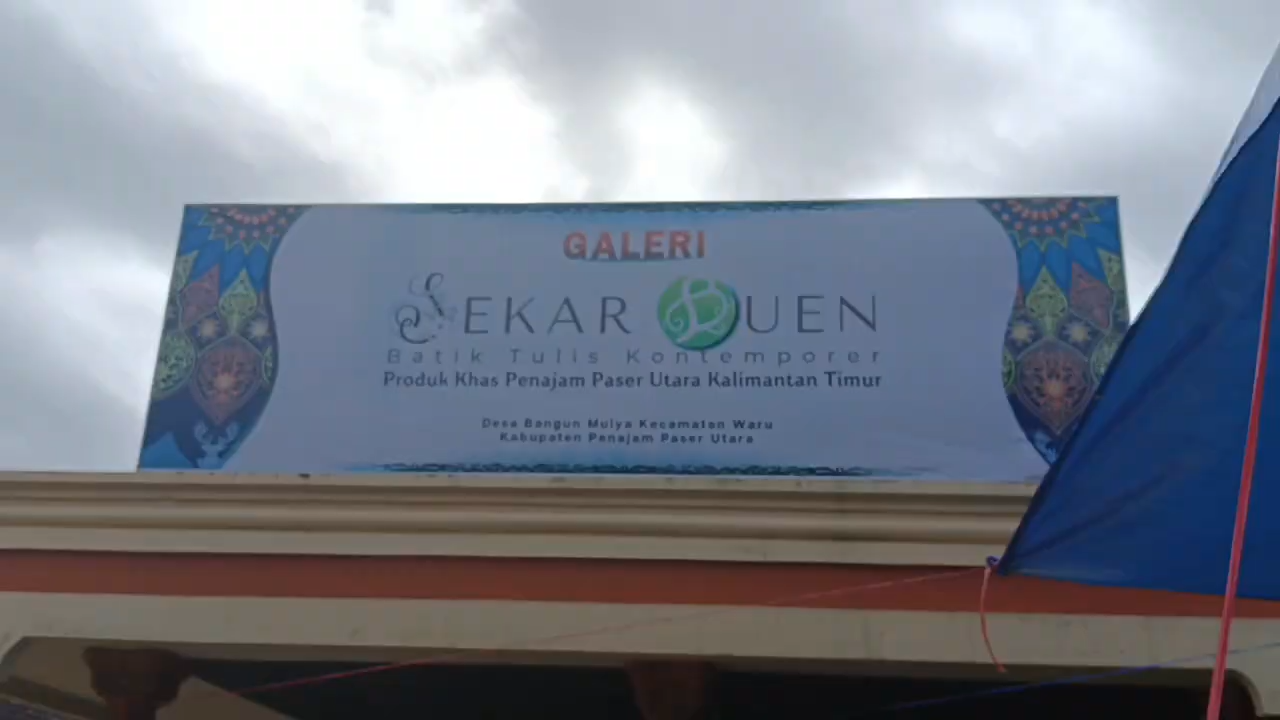 GALERI
SEKAR BUEN
Batik Tulis Kontemporer
Produk Khas Penajam Paser Utara Kalimantan Timur
Desa Bangun Mulya Kecamatan Waru
Kabupaten Penajam Paser Utara